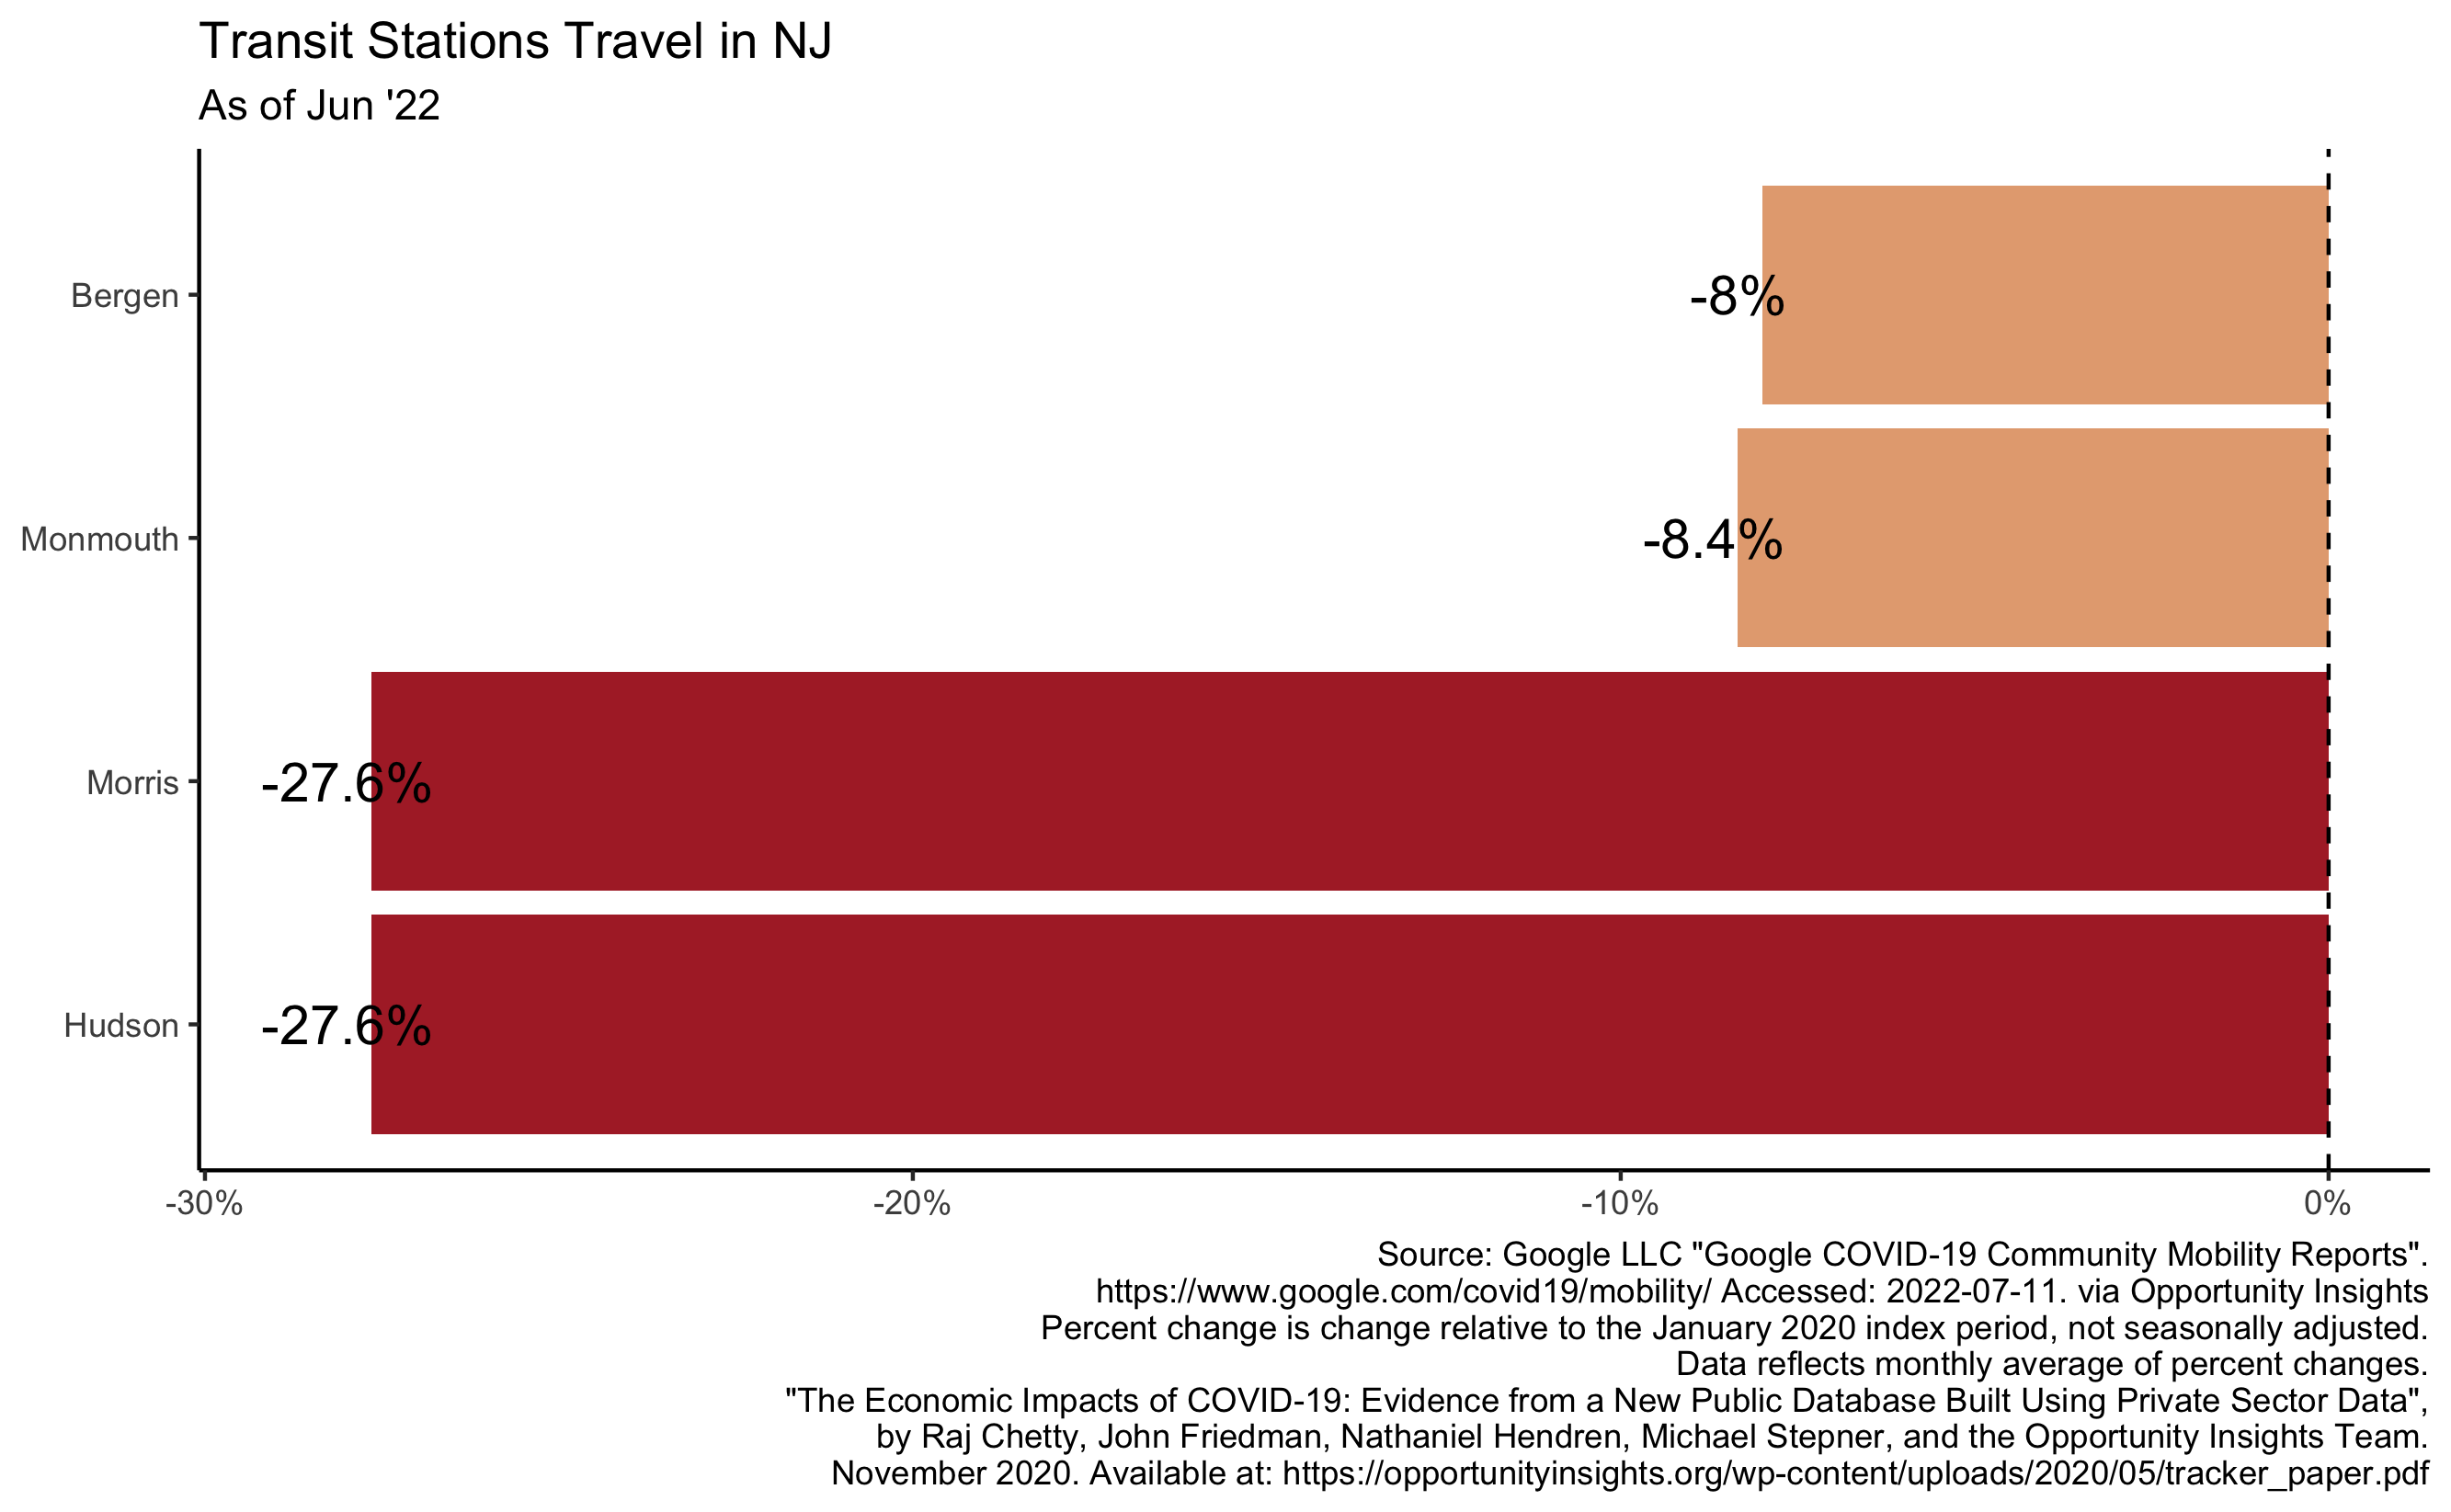 Transit Stations Travel in NJ
As of Jun '22
Bergen
-8%
Monmouth
-8.4%
Morris
-27.6%
Hudson
-27.6%
-30%
-20%
-10%
0%
Source: Google LLC "Google COVID-19 Community Mobility Reports".
https://www.google.com/covid19/mobility/ Accessed: 2022-07-11. via Opportunity Insights
Percent change is change relative to the January 2020 index period, not seasonally adjusted.
Data reflects monthly average of percent changes.
"The Economic Impacts of COVID-19: Evidence from a New Public Database Built Using Private Sector Data",
by Raj Chetty, John Friedman, Nathaniel Hendren, Michael Stepner, and the Opportunity Insights Team.
November 2020. Available at: https://opportunityinsights.org/wp-content/uploads/2020/05/tracker_paper.pdf